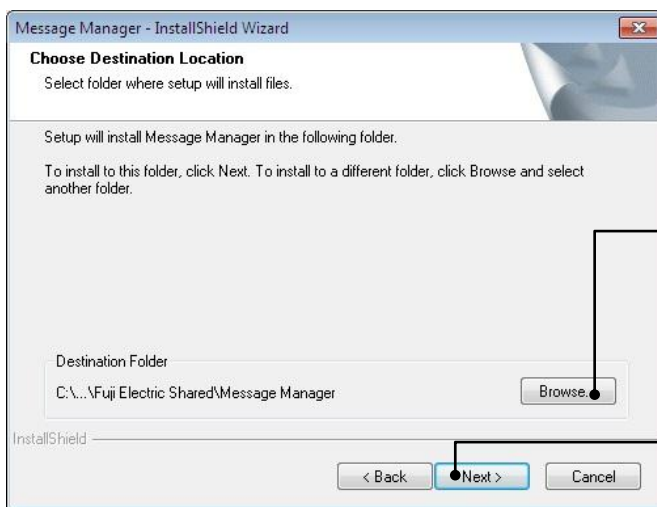 Message Manager - InstallShield Wizard
Choose Destination Location
Select folder where setup will install files.
Setup will install Message Manager in the following folder.
To install to this folder, click Next. To install to a different folder, click Browse and select
another folder.
Destination Folder
C:\...\Fuji Electric Shared\Message Manager
Browse...
InstallShield
< Back
Next >
Cancel